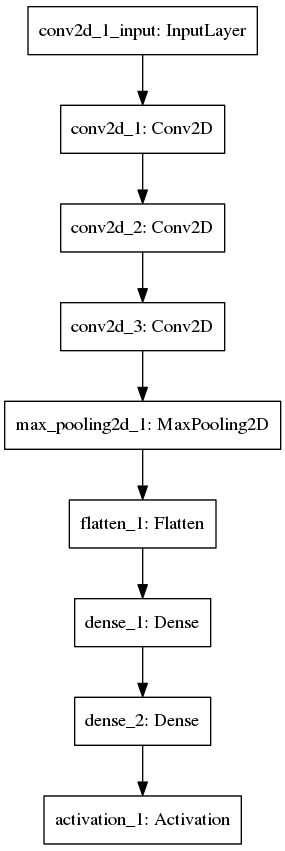 conv2d_1_input: InputLayer
conv2d_1: Conv2D
conv2d_2: Conv2D
conv2d_3: Conv2D
max_pooling2d_1: MaxPooling2D
flatten_1: Flatten
dense_1: Dense
dense_2: Dense
activation_1: Activation